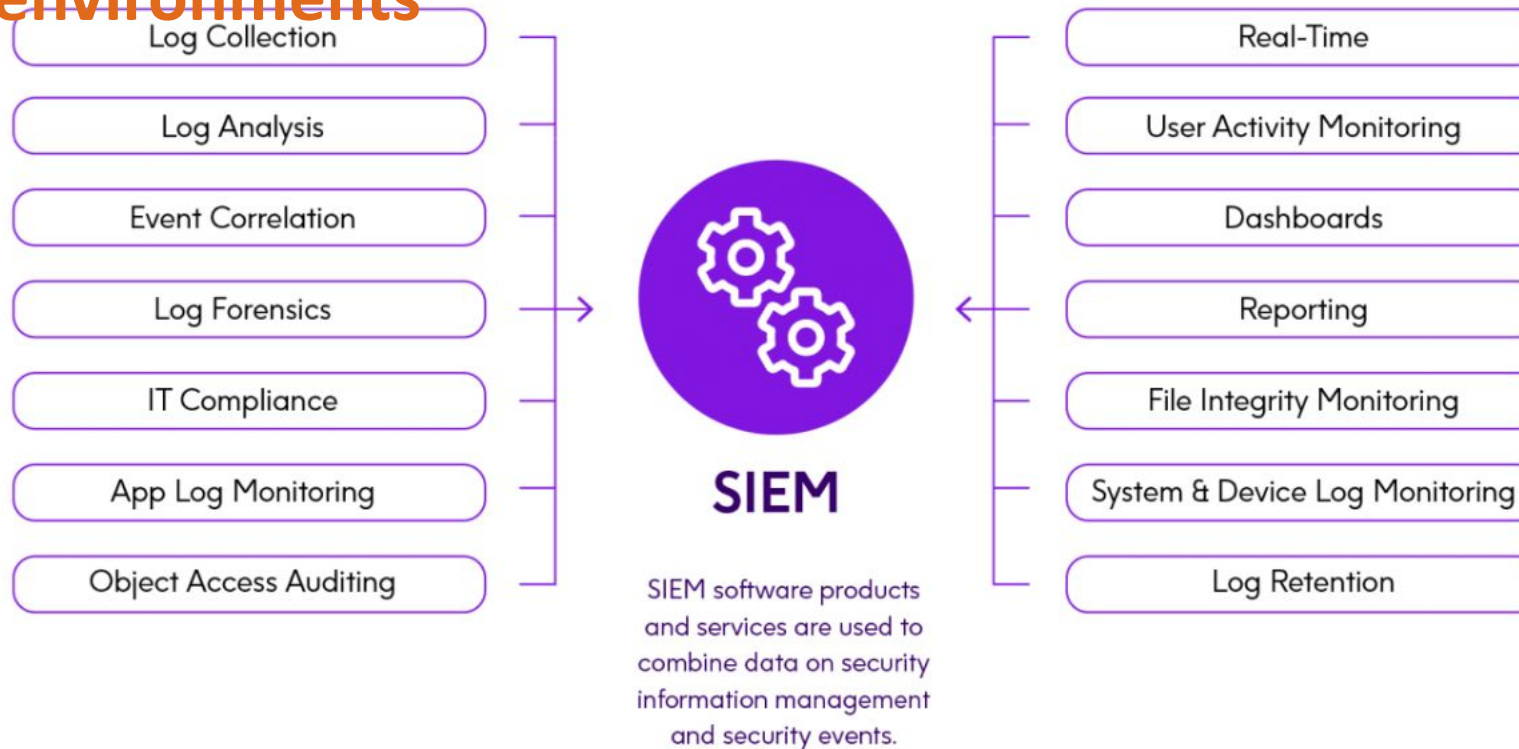 environments
Log Collection
Log Analysis
Event Correlation
Log Forensics
IT Compliance
App Log Monitoring
Object Access Auditing
SIEM
SIEM software products
and services are used to
combine data on security
information management
and security events.
Real-Time
User Activity Monitoring
Dashboards
Reporting
File Integrity Monitoring
System & Device Log Monitoring
Log Retention